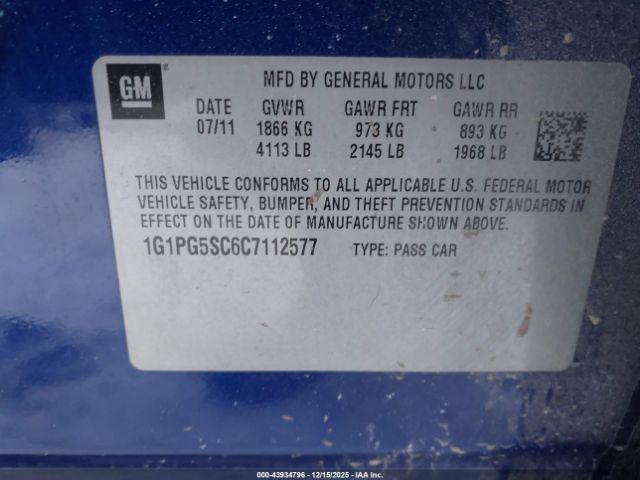 GM
MFD BY GENERAL MOTORS LLC
DATE GVWR GAWR FRT GAWR RR
07/11 1866 KG 973 KG 893 KG
4113 LB 2145 LB 1968 LB
THIS VEHICLE CONFORMS TO ALL APPLICABLE U.S. FEDERAL MOTOR
VEHICLE SAFETY, BUMPER, AND THEFT PREVENTION STANDARDS IN
EFFECT ON THE DATE OF MANUFACTURE SHOWN ABOVE.
1G1PG5SC6C7112577 TYPE: PASS CAR
000-43934796 - 12/15/2025 - IAAI.COM